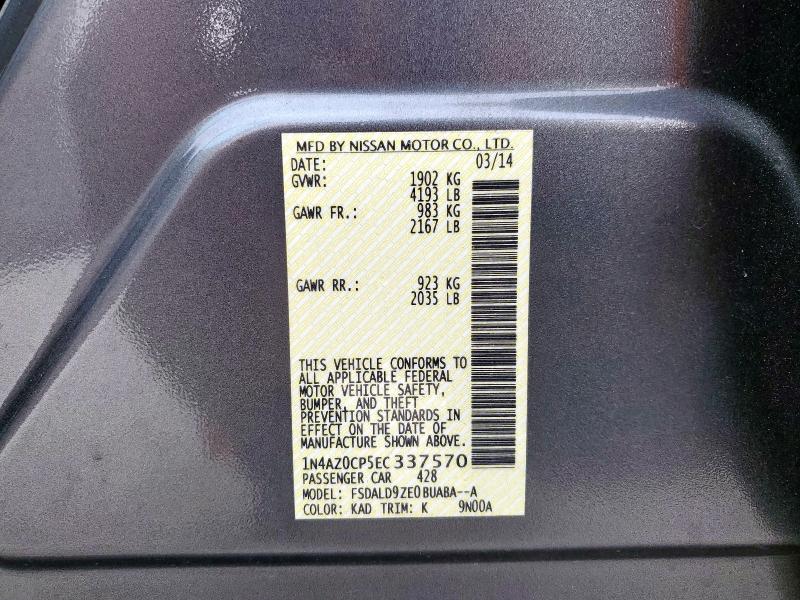 MFD BY NISSAN MOTOR CO., LTD.
DATE: 03/14
GVWR: 1902 KG
4193 LB
GAWR FR.: 983 KG
2167 LB
GAWR RR.: 923 KG
2035 LB
THIS VEHICLE CONFORMS TO
ALL APPLICABLE FEDERAL
MOTOR VEHICLE SAFETY,
BUMPER, AND THEFT
PREVENTION STANDARDS IN
EFFECT ON THE DATE OF
MANUFACTURE SHOWN ABOVE.
1N4AZ0CP5EC337570
PASSENGER CAR 428
MODEL: FSDALD9ZE0BUABA--A
COLOR: KAD TRIM: K 9N00A